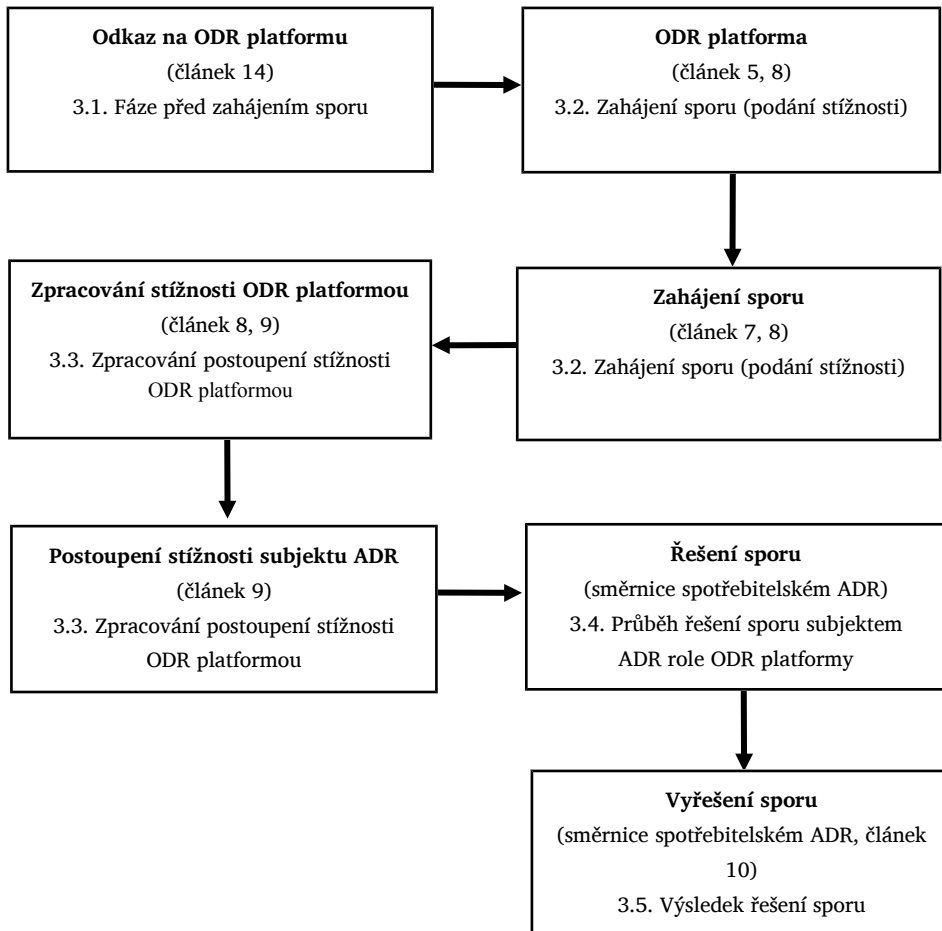 Odkaz na ODR platformu
(článek 14)
3.1. Fáze před zahájením sporu
ODR platforma
(článek 5, 8)
3.2. Zahájení sporu (podání stížnosti)
Zahájení sporu
(článek 7, 8)
3.2. Zahájení sporu (podání stížnosti)
Zpracování stížnosti ODR platformou
(článek 8, 9)
3.3. Zpracování postoupení stížnosti
ODR platformou
Postoupení stížnosti subjektu ADR
(článek 9)
3.3. Zpracování postoupení stížnosti
ODR platformou
Řešení sporu
(směrnice spotřebitelském ADR)
3.4. Průběh řešení sporu subjektem
ADR role ODR platformy
Vyřešení sporu
(směrnice spotřebitelském ADR, článek
10)
3.5. Výsledek řešení sporu